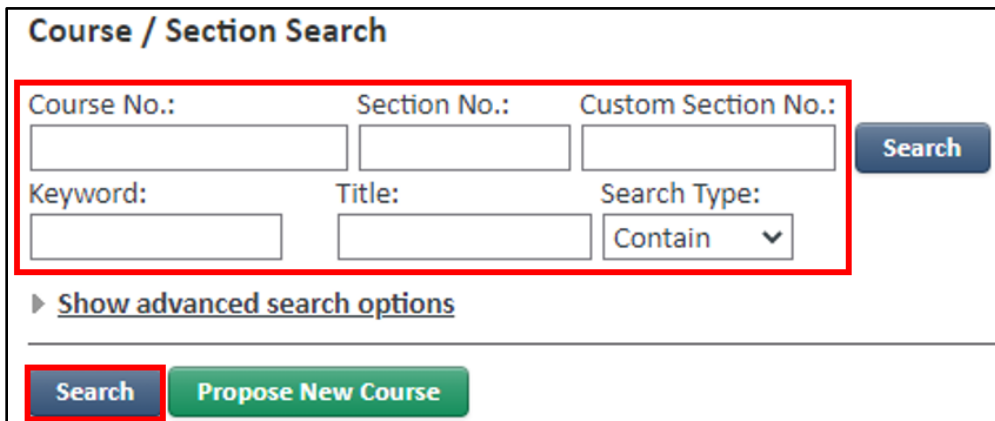 Course / Section Search
Course No.: Section No.: Custom Section No.:
Search
Keyword: Title: Search Type:
Contain
Show advanced search options
Search Propose New Course